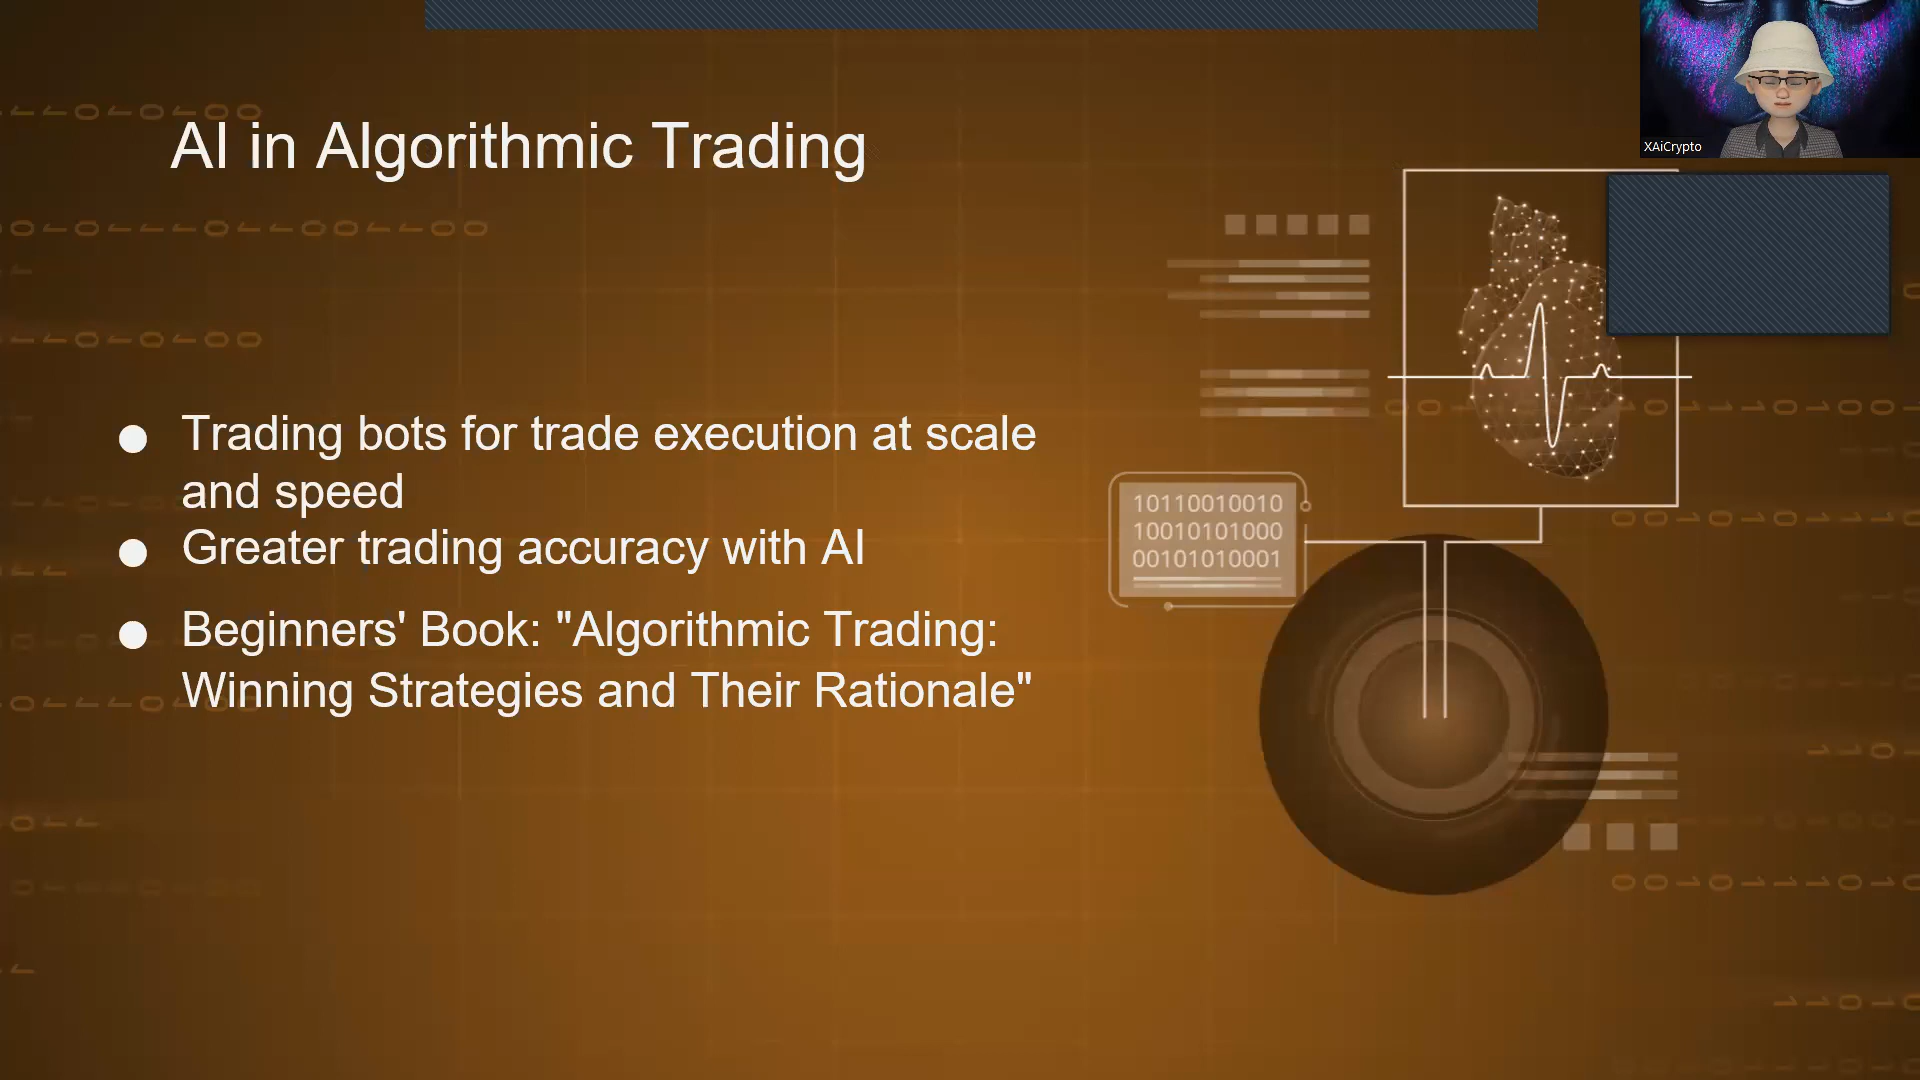 AI in Algorithmic Trading
XAiCrypto
● Trading bots for trade execution at scale
and speed
● Greater trading accuracy with AI
● Beginners' Book: "Algorithmic Trading:
Winning Strategies and Their Rationale"
10110010010
10010101000
00101010001